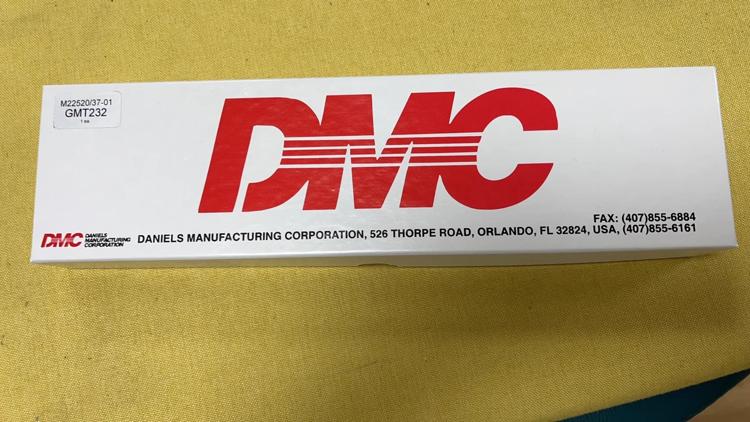 M22520/37-01
GMT232
1 ea
DMC
DMC DANIELS
MANUFACTURING
CORPORATION
FAX: (407)855-6884
DANIELS MANUFACTURING CORPORATION, 526 THORPE ROAD, ORLANDO, FL 32824, USA, (407)855-6161